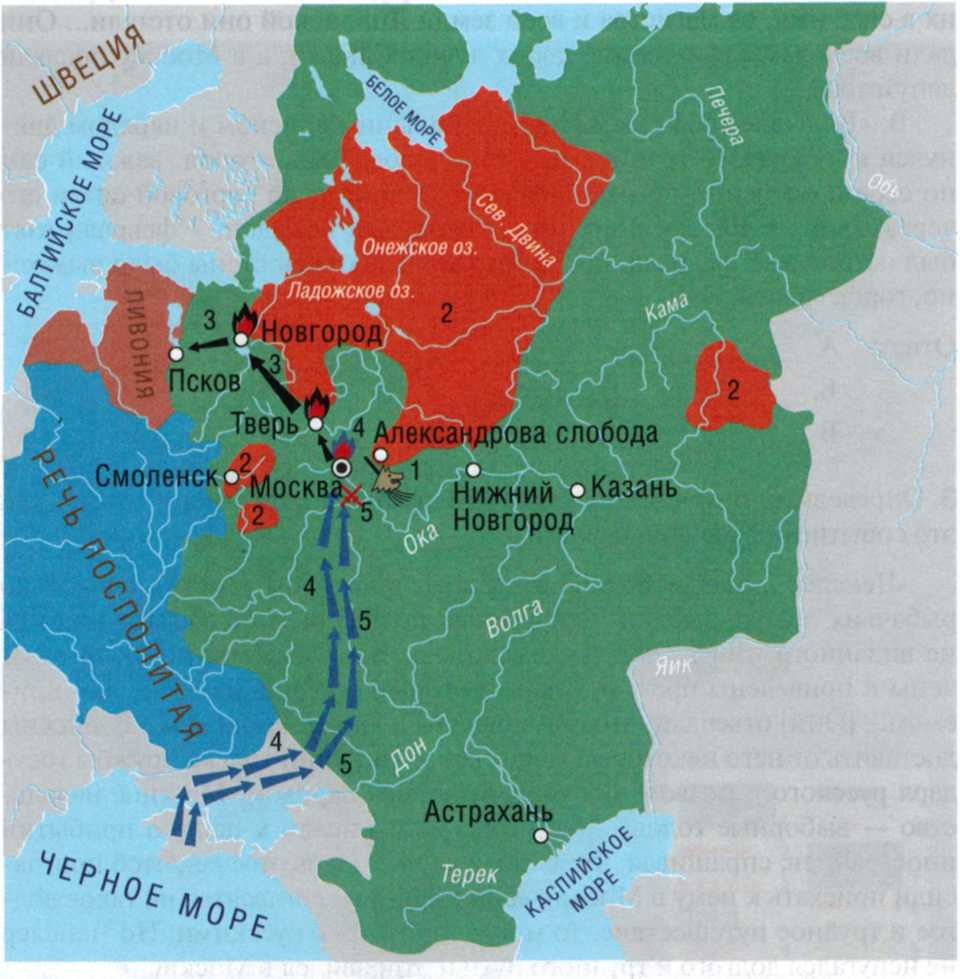 ШВЕЦИЯ
БАЛТИЙСКОЕ МОРЕ
БЕЛОЕ МОРЕ
Печера
Обь
Сев. Двина
Онежское оз.
Ладожское оз.
2
Кама
ЛИВОНИЯ
3
Новгород
3
Псков
2
Тверь
4
Александрова слобода
1
Смоленск
2
Москва
5
Нижний
Новгород
Казань
2
Ока
4
5
Волга
РЕЧЬ ПОСПОЛИТАЯ
Яик
4
5
Дон
Астрахань
Терек
КАСПИЙСКОЕ
МОРЕ
ЧЕРНОЕ МОРЕ